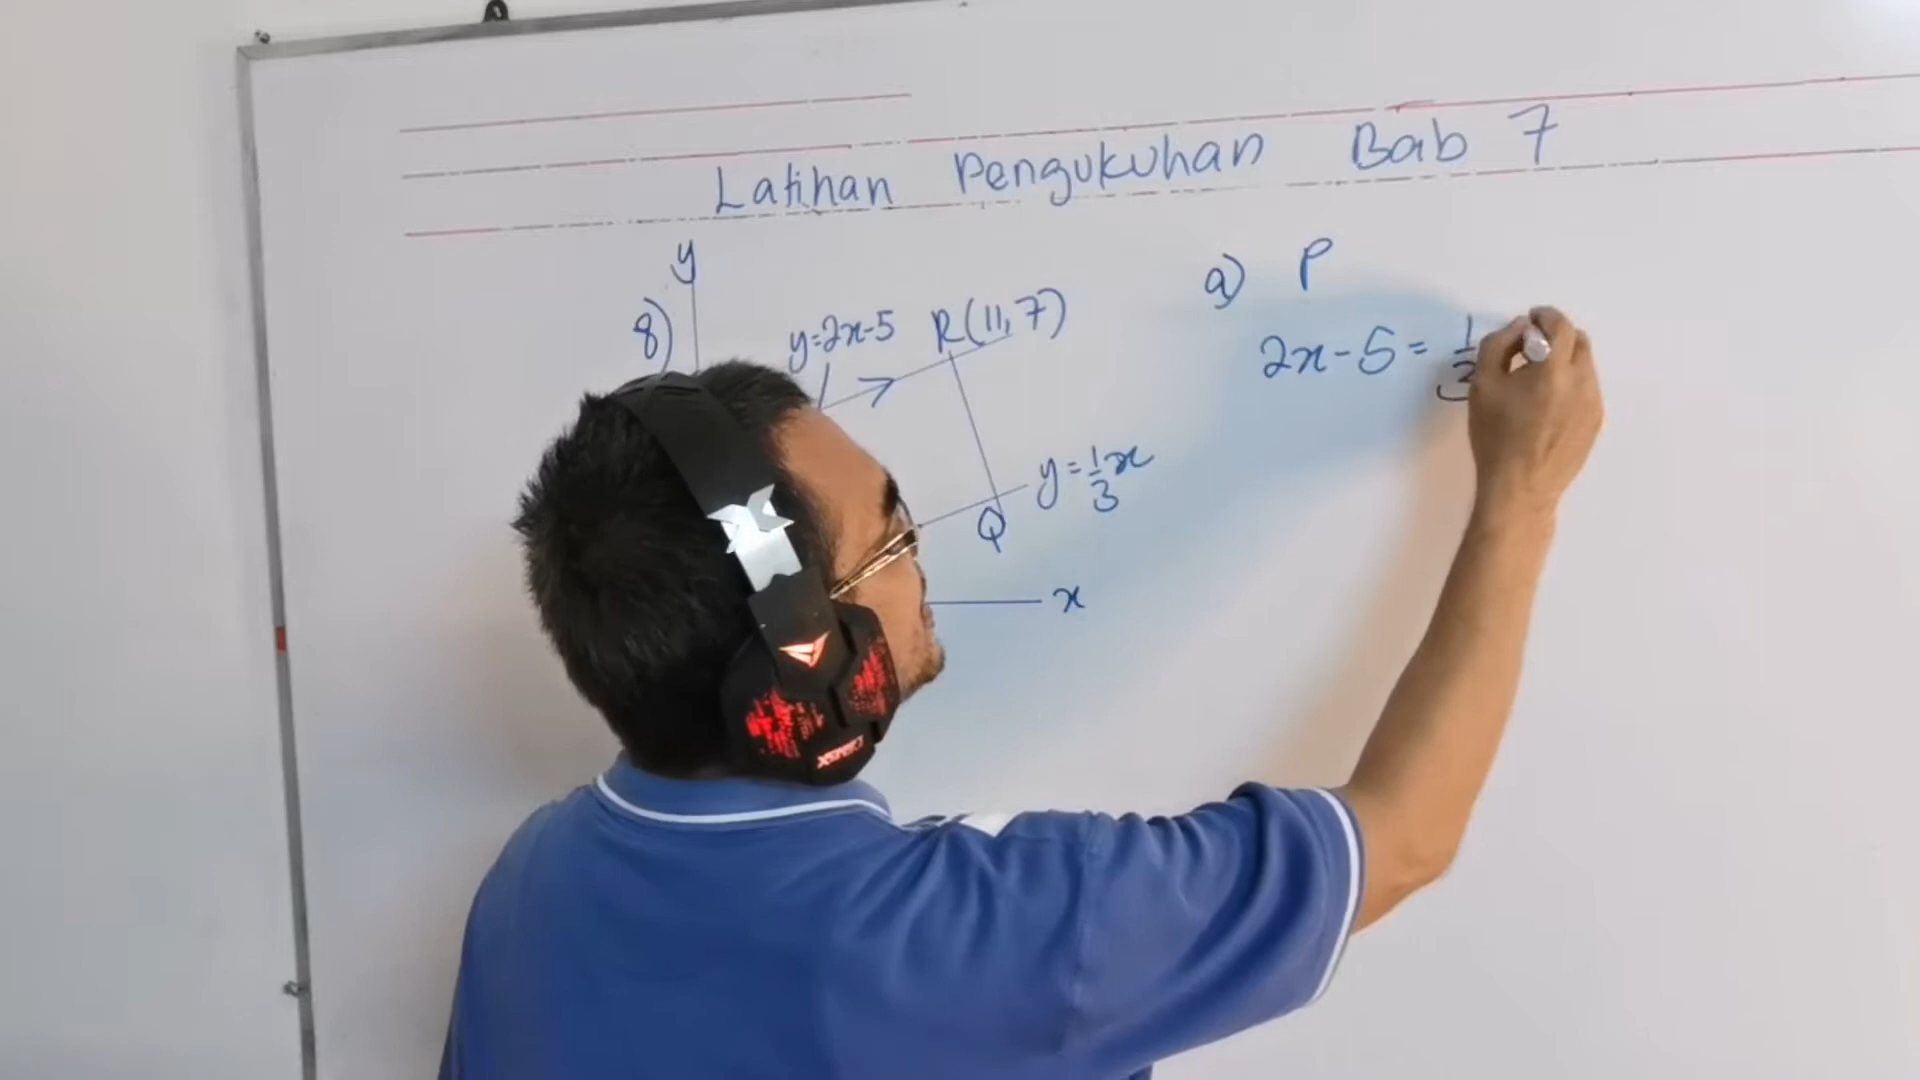 Latihan Pengukuhan Bab 7
8)
y
y=2x-5
R(11,7)
y=1/3x
Q
x
a) P
2x-5=